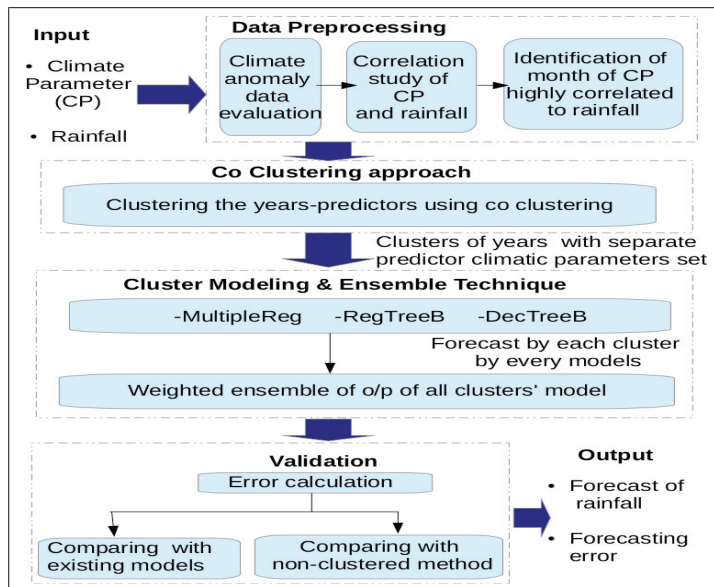 Input
• Climate
Parameter
(CP)
• Rainfall
Data Preprocessing
Climate
anomaly
data
evaluation
Correlation
study of
CP
and rainfall
Identification of
month of CP
highly correlated
to rainfall
Co Clustering approach
Clustering the years-predictors using co clustering
Clusters of years with separate
predictor climatic parameters set
Cluster Modeling & Ensemble Technique
-MultipleReg -RegTreeB -DecTreeB
Forecast by each cluster
by every models
Weighted ensemble of o/p of all clusters' model
Validation
Error calculation
Comparing with
existing models
Comparing with
non-clustered method
Output
• Forecast of
rainfall
• Forecasting
error